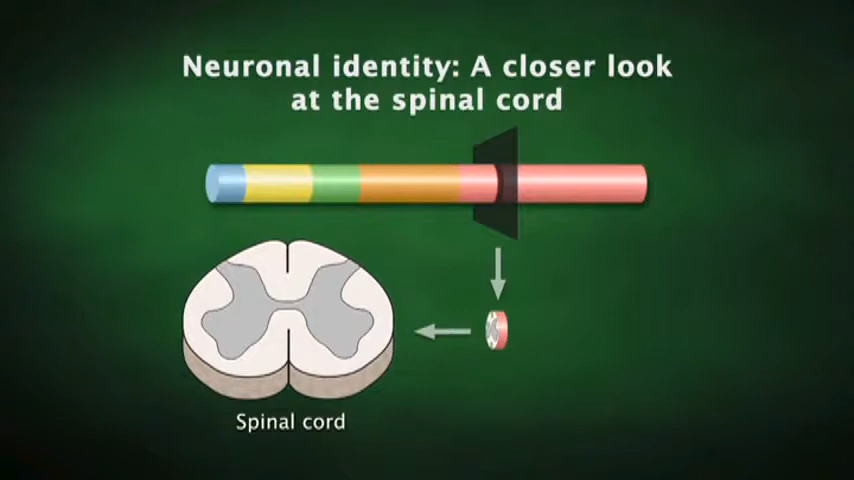 Neuronal identity: A closer look
at the spinal cord
Spinal cord